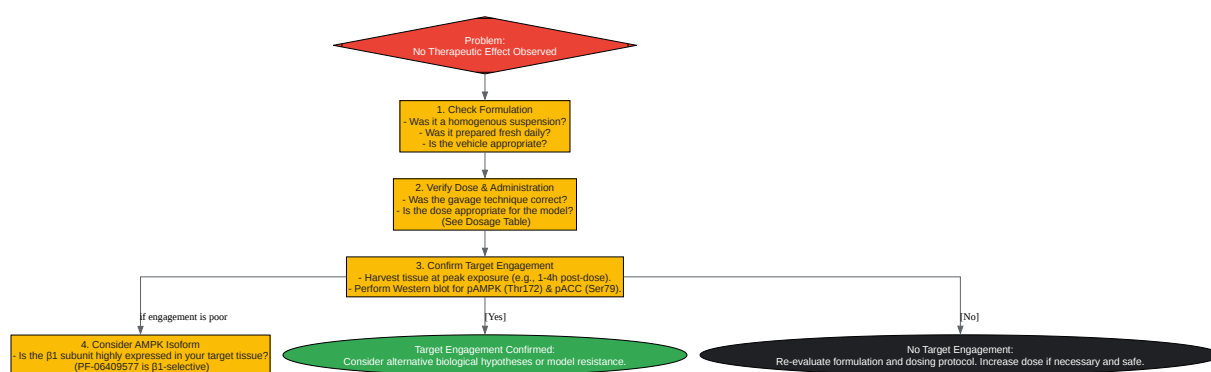 Problem:
No Therapeutic Effect Observed
1. Check Formulation
- Was it a homogenous suspension?
- Was it prepared fresh daily?
- Is the vehicle appropriate?
2. Verify Dose & Administration
- Was the gavage technique correct?
- Is the dose appropriate for the model?
(See Dosage Table)
3. Confirm Target Engagement
- Harvest tissue at peak exposure (e.g., 1-4h post-dose).
- Perform Western blot for pAMPK (Thr172) & pACC (Ser79).
if engagement is poor
[Yes]
[No]
4. Consider AMPK Isoform
- Is the β1 subunit highly expressed in your target tissue?
(PF-06409577 is β1-selective)
Target Engagement Confirmed:
Consider alternative biological hypotheses or model resistance.
No Target Engagement:
Re-evaluate formulation and dosing protocol. Increase dose if necessary and safe.